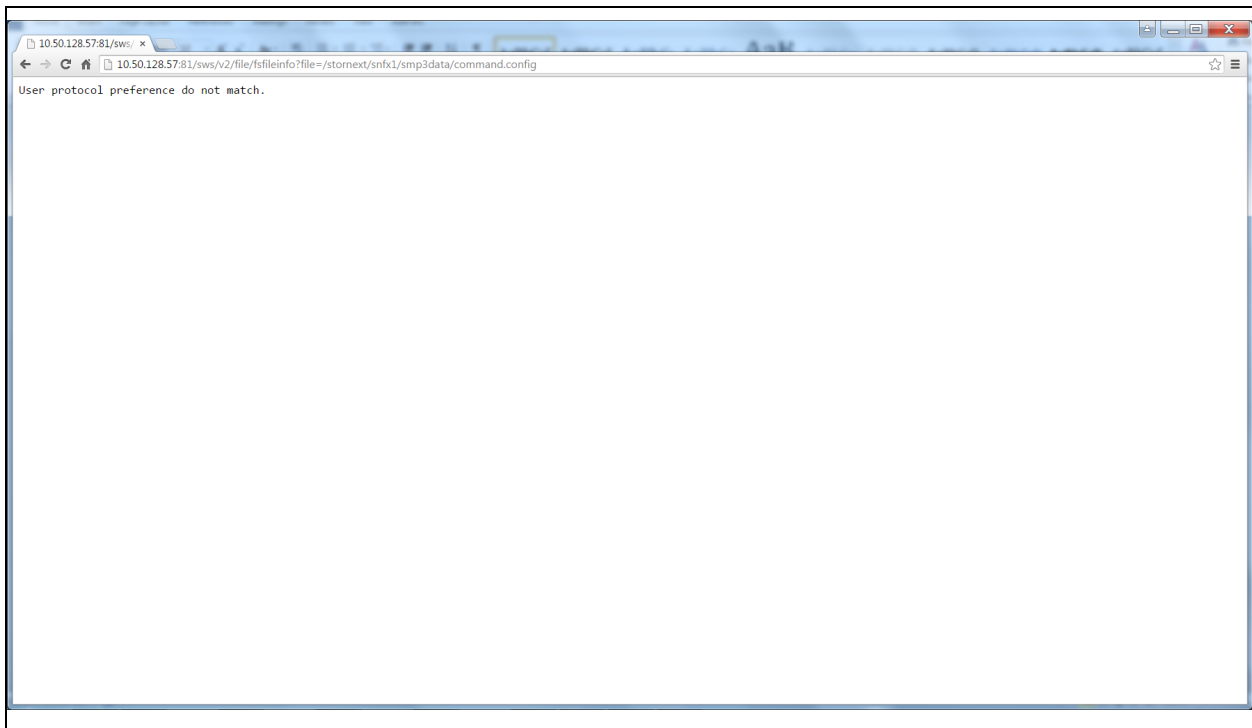 10.50.128.57:81/sws/
10.50.128.57:81/sws/v2/file/fsfileinfo?file=/stornext/snfx1/smp3data/command.config
User protocol preference do not match.